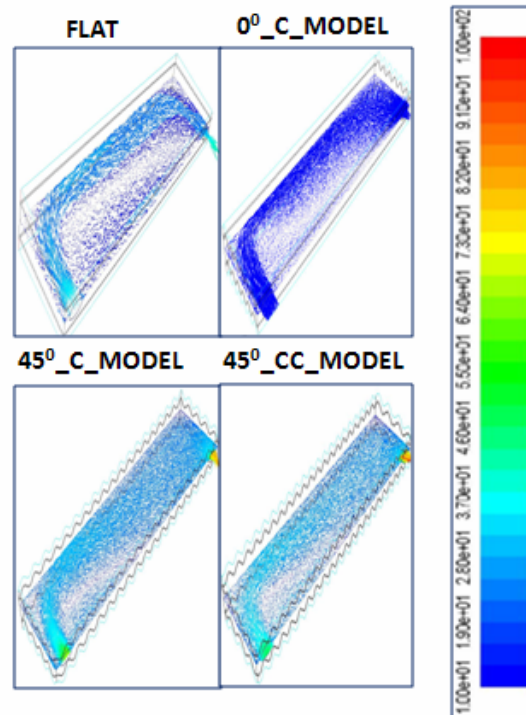 FLAT
0⁰_C_MODEL
45⁰_C_MODEL
45⁰_CC_MODEL
1.00e+02
9.10e+01
8.20e+01
7.30e+01
6.40e+01
5.50e+01
4.60e+01
3.70e+01
2.80e+01
1.90e+01
1.00e+01